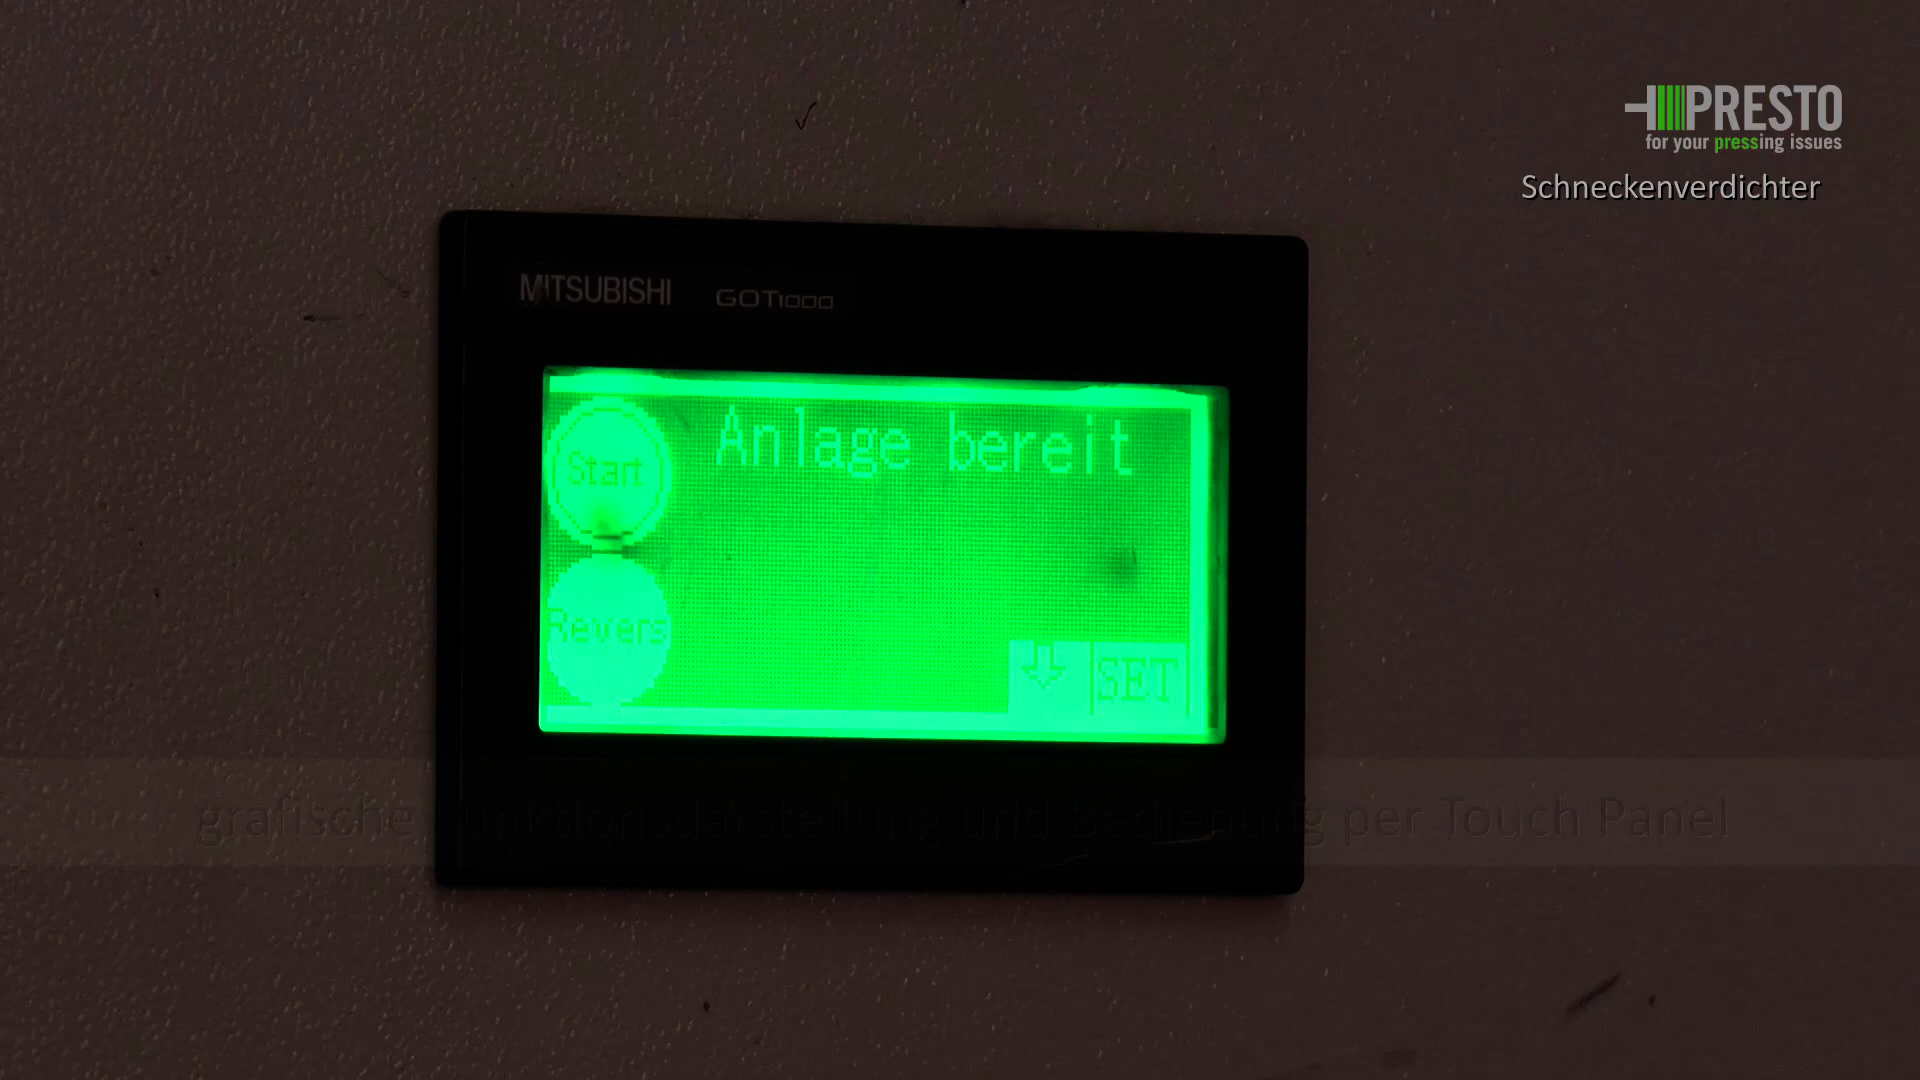 PRESTO
for your pressing issues
Schneckenverdichter
MITSUBISHI GOT1000
Anlage bereit
Start
Revers
SET
grafische Funktionsdarstellung und Bedienung per Touch Panel